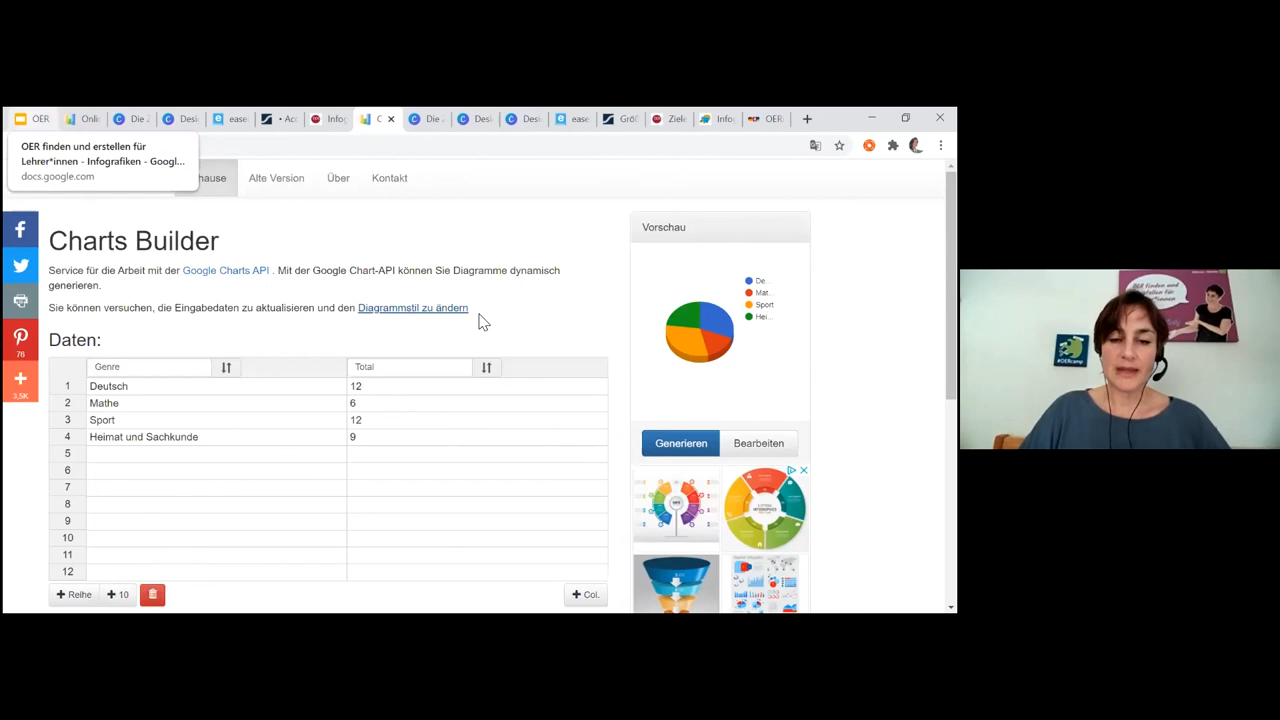 OER
Onli
Die Z
Desi
ease
• Acc
Infog
C
Die
Desi
Desi
ease
Größ
Ziele
Info
OER
OER finden und erstellen für
Lehrer*innen - Infografiken - Googl...
docs.google.com
hause
Alte Version
Über
Kontakt
Charts Builder
Service für die Arbeit mit der Google Charts API . Mit der Google Chart-API können Sie Diagramme dynamisch
generieren.
Sie können versuchen, die Eingabedaten zu aktualisieren und den Diagrammstil zu ändern
Daten:
Genre Total
1 Deutsch 12
2 Mathe 6
3 Sport 12
4 Heimat und Sachkunde 9
5
6
7
8
9
10
11
12
Reihe
10
Col.
76
3,5K
Vorschau
De...
Mat...
Sport
Hei...
Generieren
Bearbeiten
OER finden und
#OERcamp